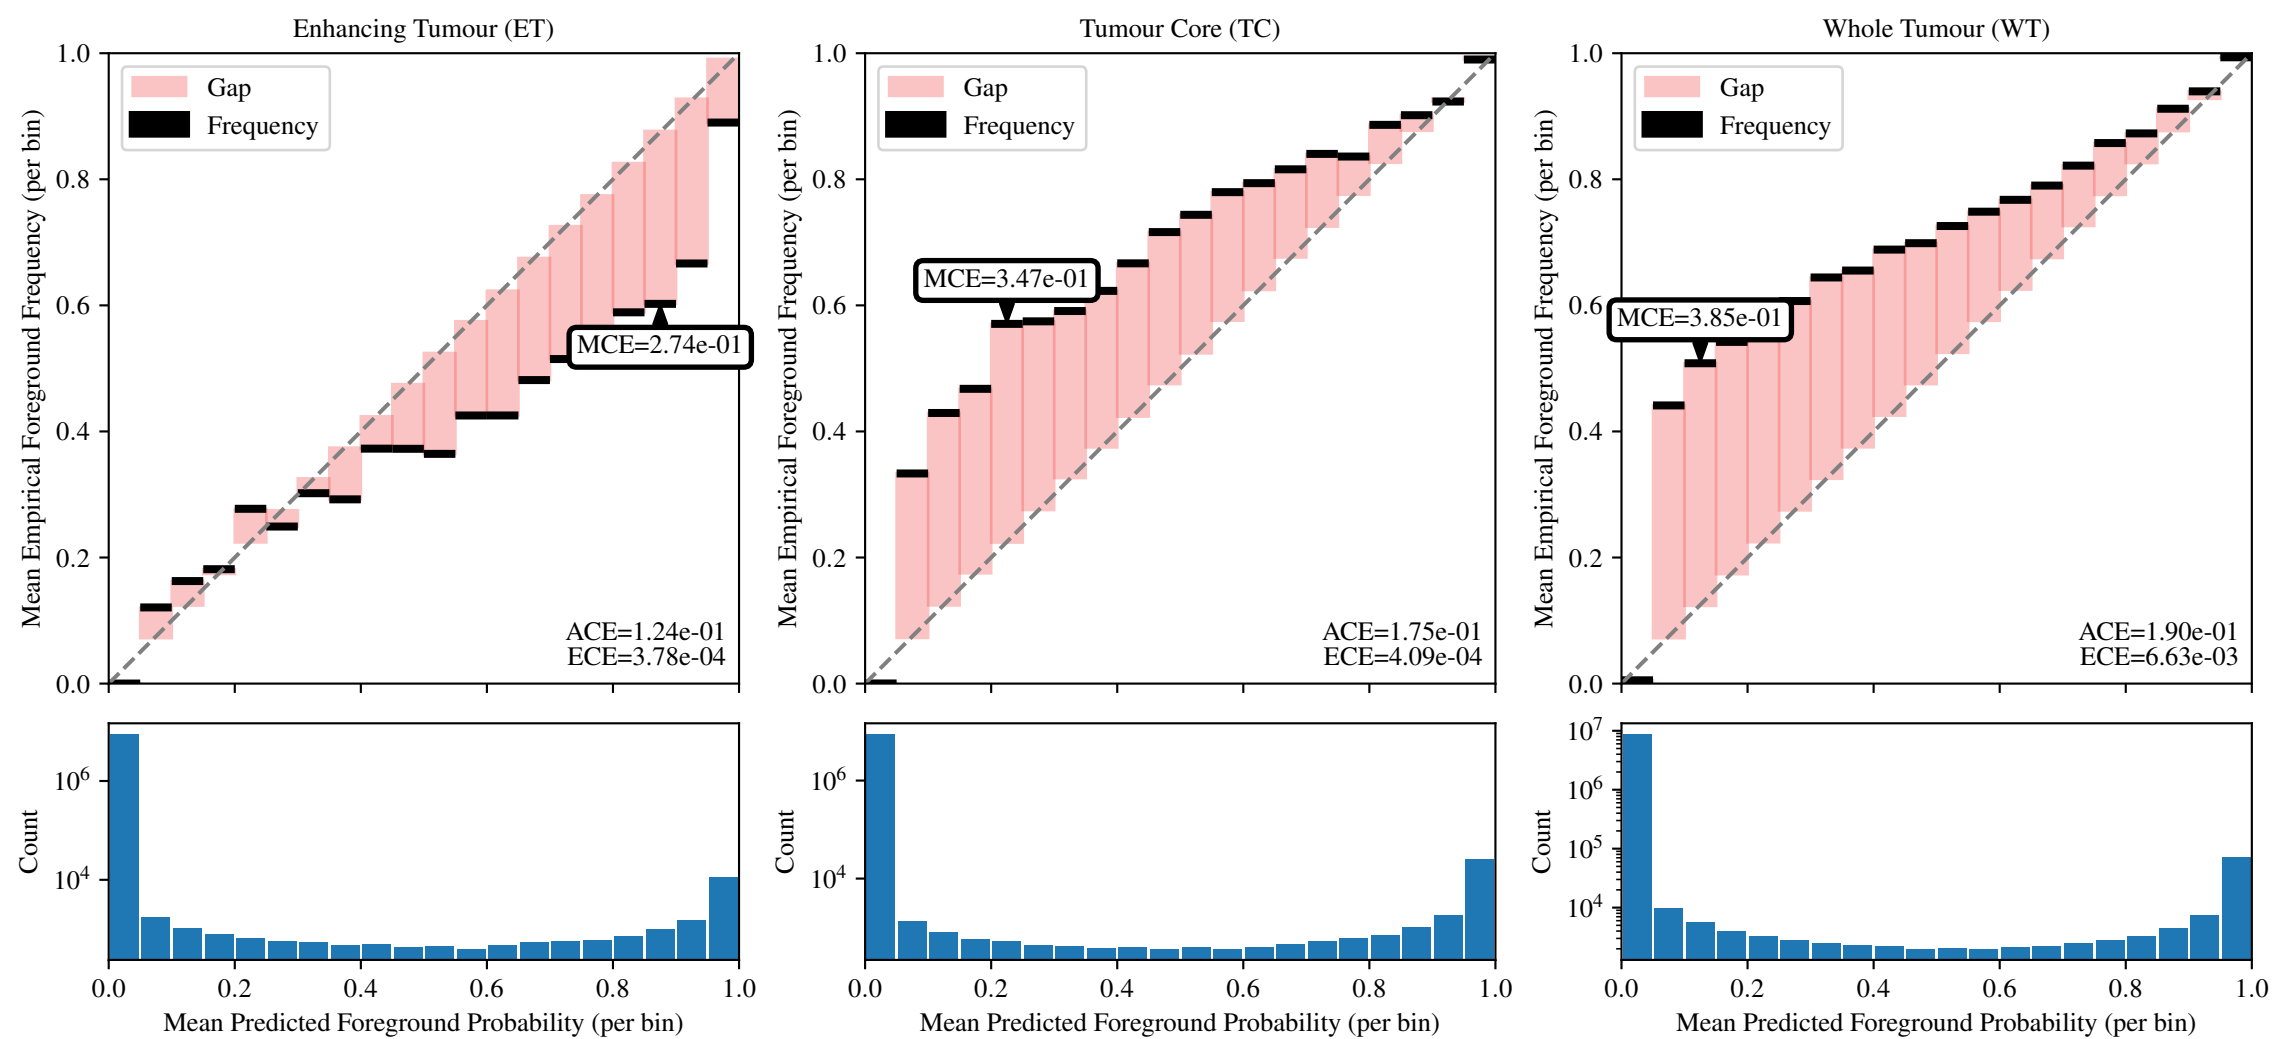 Enhancing Tumour (ET)
Mean Empirical Foreground Frequency (per bin)
1.0
0.8
0.6
0.4
0.2
0.0
Gap
Frequency
MCE=2.74e-01
ACE=1.24e-01
ECE=3.78e-04
Count
10^6
10^4
0.0 0.2 0.4 0.6 0.8 1.0
Mean Predicted Foreground Probability (per bin)
Tumour Core (TC)
Mean Empirical Foreground Frequency (per bin)
1.0
0.8
0.6
0.4
0.2
0.0
Gap
Frequency
MCE=3.47e-01
ACE=1.75e-01
ECE=4.09e-04
Count
10^6
10^4
0.0 0.2 0.4 0.6 0.8 1.0
Mean Predicted Foreground Probability (per bin)
Whole Tumour (WT)
Mean Empirical Foreground Frequency (per bin)
1.0
0.8
0.6
0.4
0.2
0.0
Gap
Frequency
MCE=3.85e-01
ACE=1.90e-01
ECE=6.63e-03
Count
10^7
10^6
10^5
10^4
0.0 0.2 0.4 0.6 0.8 1.0
Mean Predicted Foreground Probability (per bin)